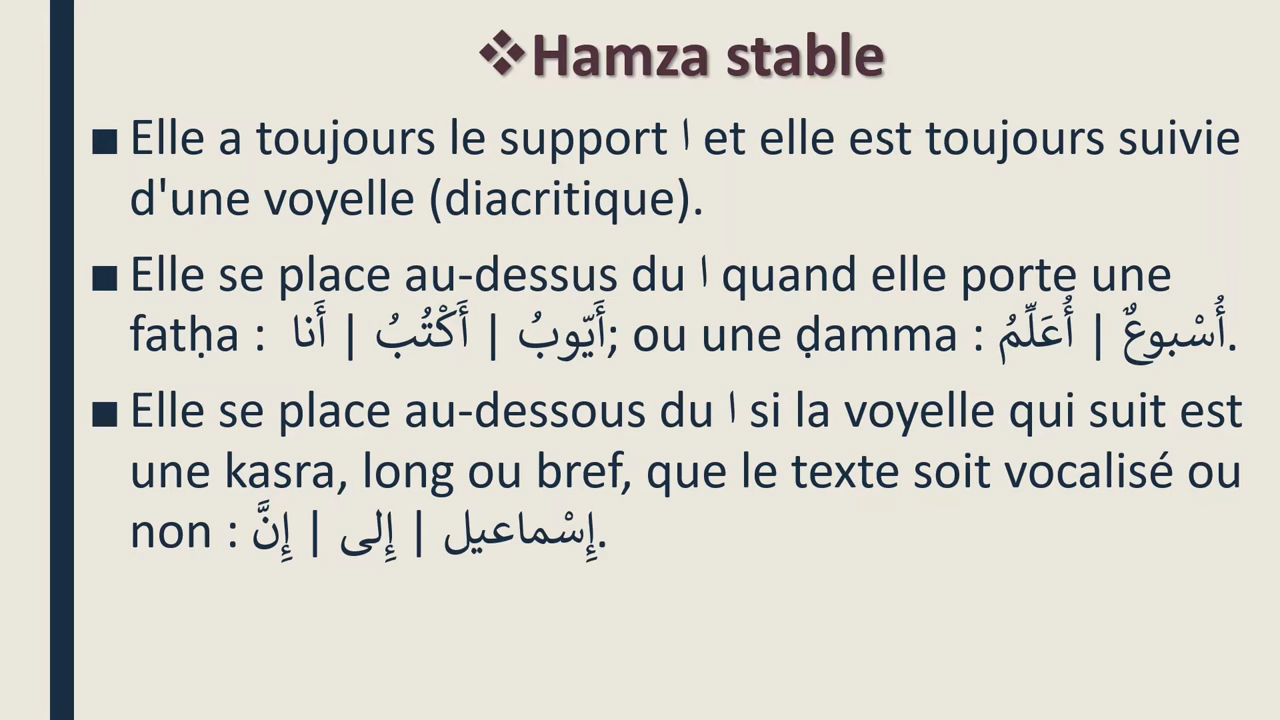 ❖Hamza stable
■ Elle a toujours le support ا et elle est toujours suivie
d'une voyelle (diacritique).
■ Elle se place au-dessus du ا quand elle porte une
fatḥa : أَنا | أَكْتُبُ | أَيّوبُ; ou une ḍamma : أُعَلِّمُ | أُسْبوعٌ.
■ Elle se place au-dessous du ا si la voyelle qui suit est
une kasra, long ou bref, que le texte soit vocalisé ou
non : إِنَّ | إِلى | إِسْماعيل.